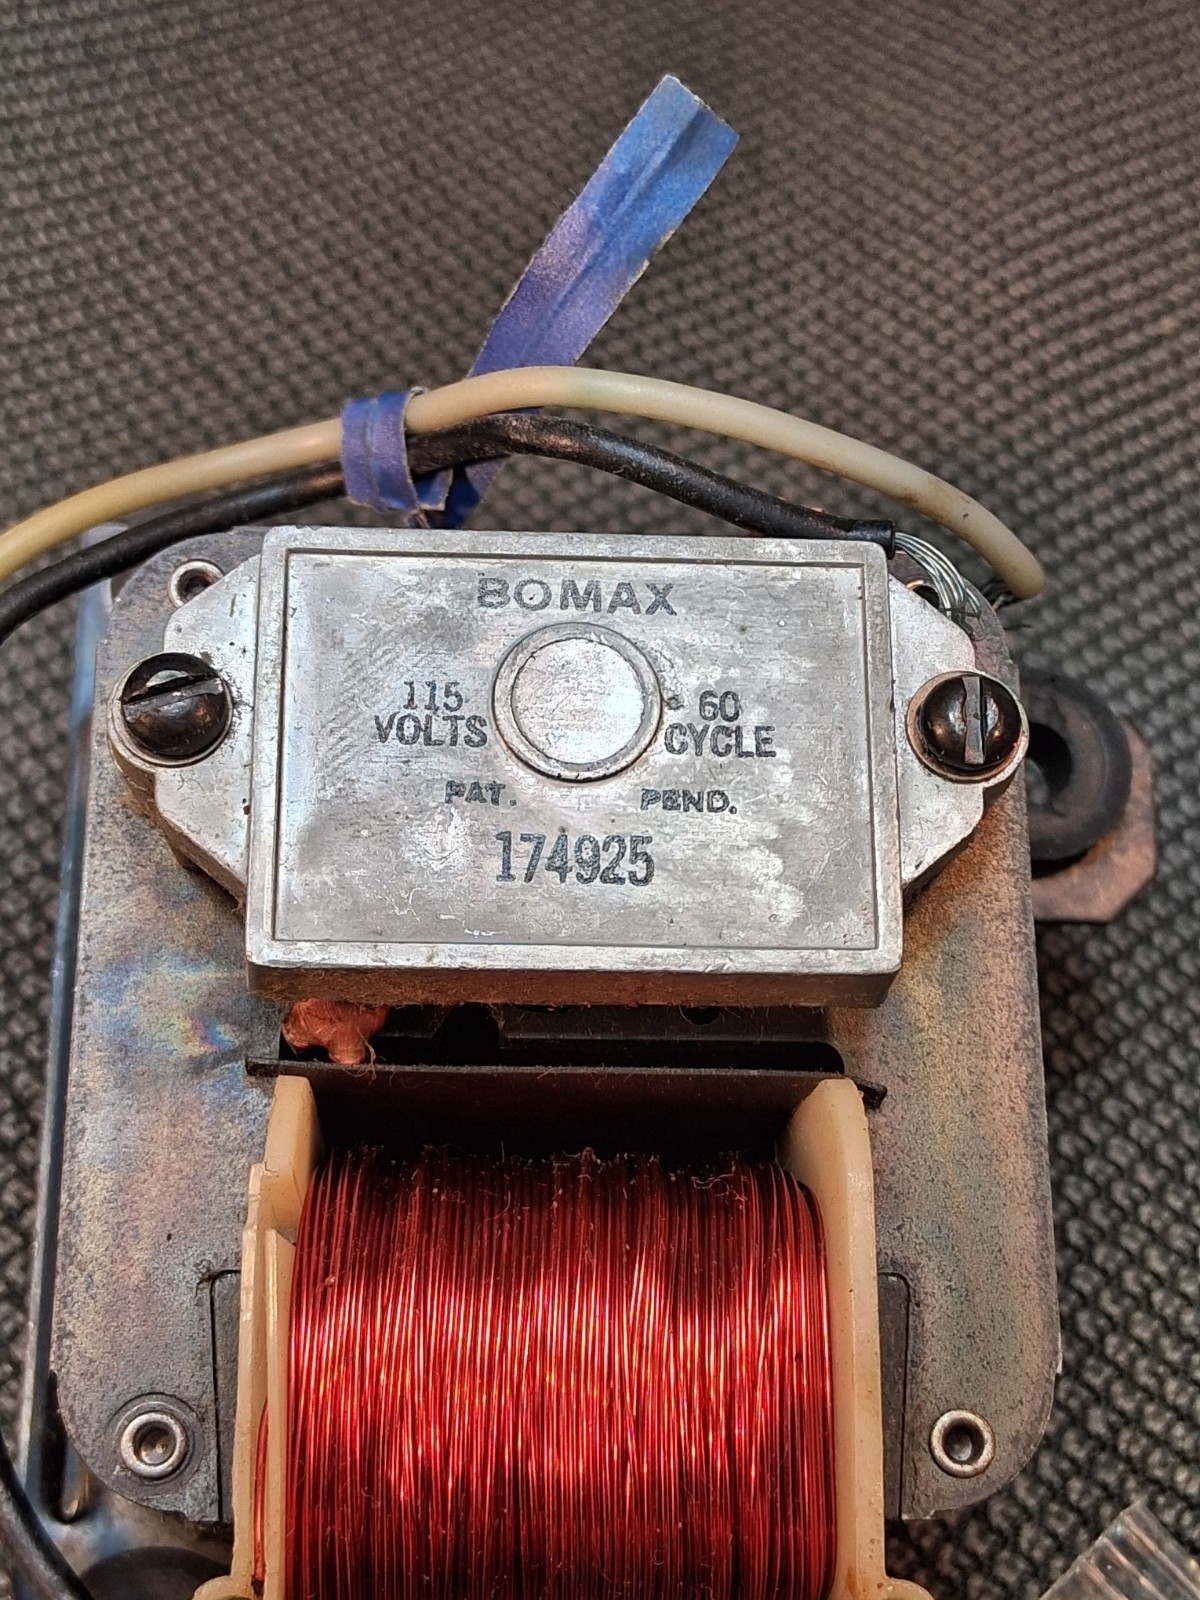 BOMAX
115 60
VOLTS CYCLE
PAT. PEND.
174925